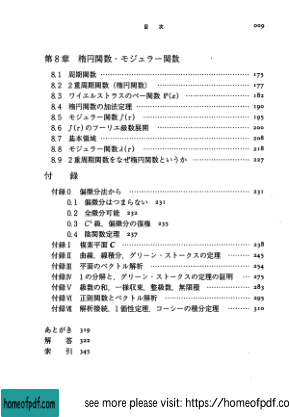 目 次 009
第8章 楕円関数・モジュラー関数
8.1 周期関数 175
8.2 2重周期関数(楕円関数) 177
8.3 ワイエルストラスのペー関数 ℘(z) 182
8.4 楕円関数の加法定理 190
8.5 モジュラー関数 J(τ) 195
8.6 J(τ) のフーリエ級数展開 200
8.7 基本領域 208
8.8 モジュラー関数 λ(τ) 218
8.9 2重周期関数をなぜ楕円関数というか 227
付 録
付録0 偏微分法から 231
0.1 偏微分はつまらない 231
0.2 全微分可能 232
0.3 C¹級,偏微分の復権 235
0.4 陰関数定理 237
付録I 複素平面 C 238
付録II 曲線,線積分,グリーン・ストークスの定理 245
付録III 平面のベクトル解析 254
付録IV 1の分解と,グリーン・ストークスの定理の証明 275
付録V 級数の和,一様収束,整級数,無限積 283
付録VI 正則関数とベクトル解析 295
付録VII 解析接続,1価性定理,コーシーの積分定理 310
あとがき 319
解 答 322
索 引 345
homeofpdf.com
see more please visit: https://homeofpdf.com